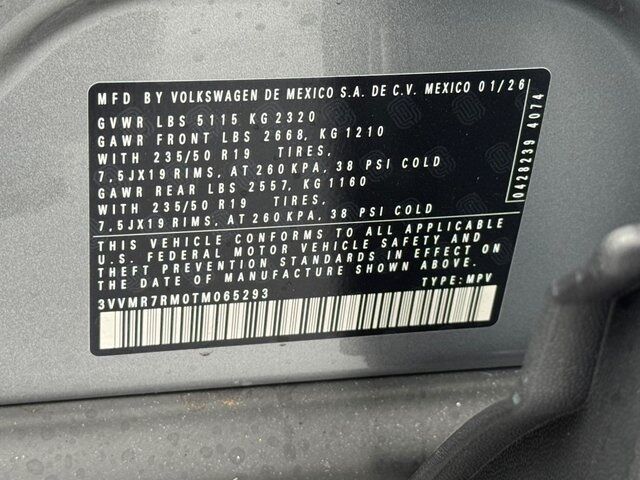 MFD BY VOLKSWAGEN DE MEXICO S.A. DE C.V. MEXICO 01/26
GVWR LBS 5115 KG 2320
GAWR FRONT LBS 2668, KG 1210
WITH 235/50 R19 TIRES,
7,5JX19 RIMS, AT 260 KPA, 38 PSI COLD
GAWR REAR LBS 2557, KG 1160
WITH 235/50 R19 TIRES,
7,5JX19 RIMS, AT 260 KPA, 38 PSI COLD
THIS VEHICLE CONFORMS TO ALL APPLICABLE
U.S. FEDERAL MOTOR VEHICLE SAFETY AND
THEFT PREVENTION STANDARDS IN EFFECT ON
THE DATE OF MANUFACTURE SHOWN ABOVE.
3VVMR7RM0TM065293 TYPE: MPV
0428239 4074